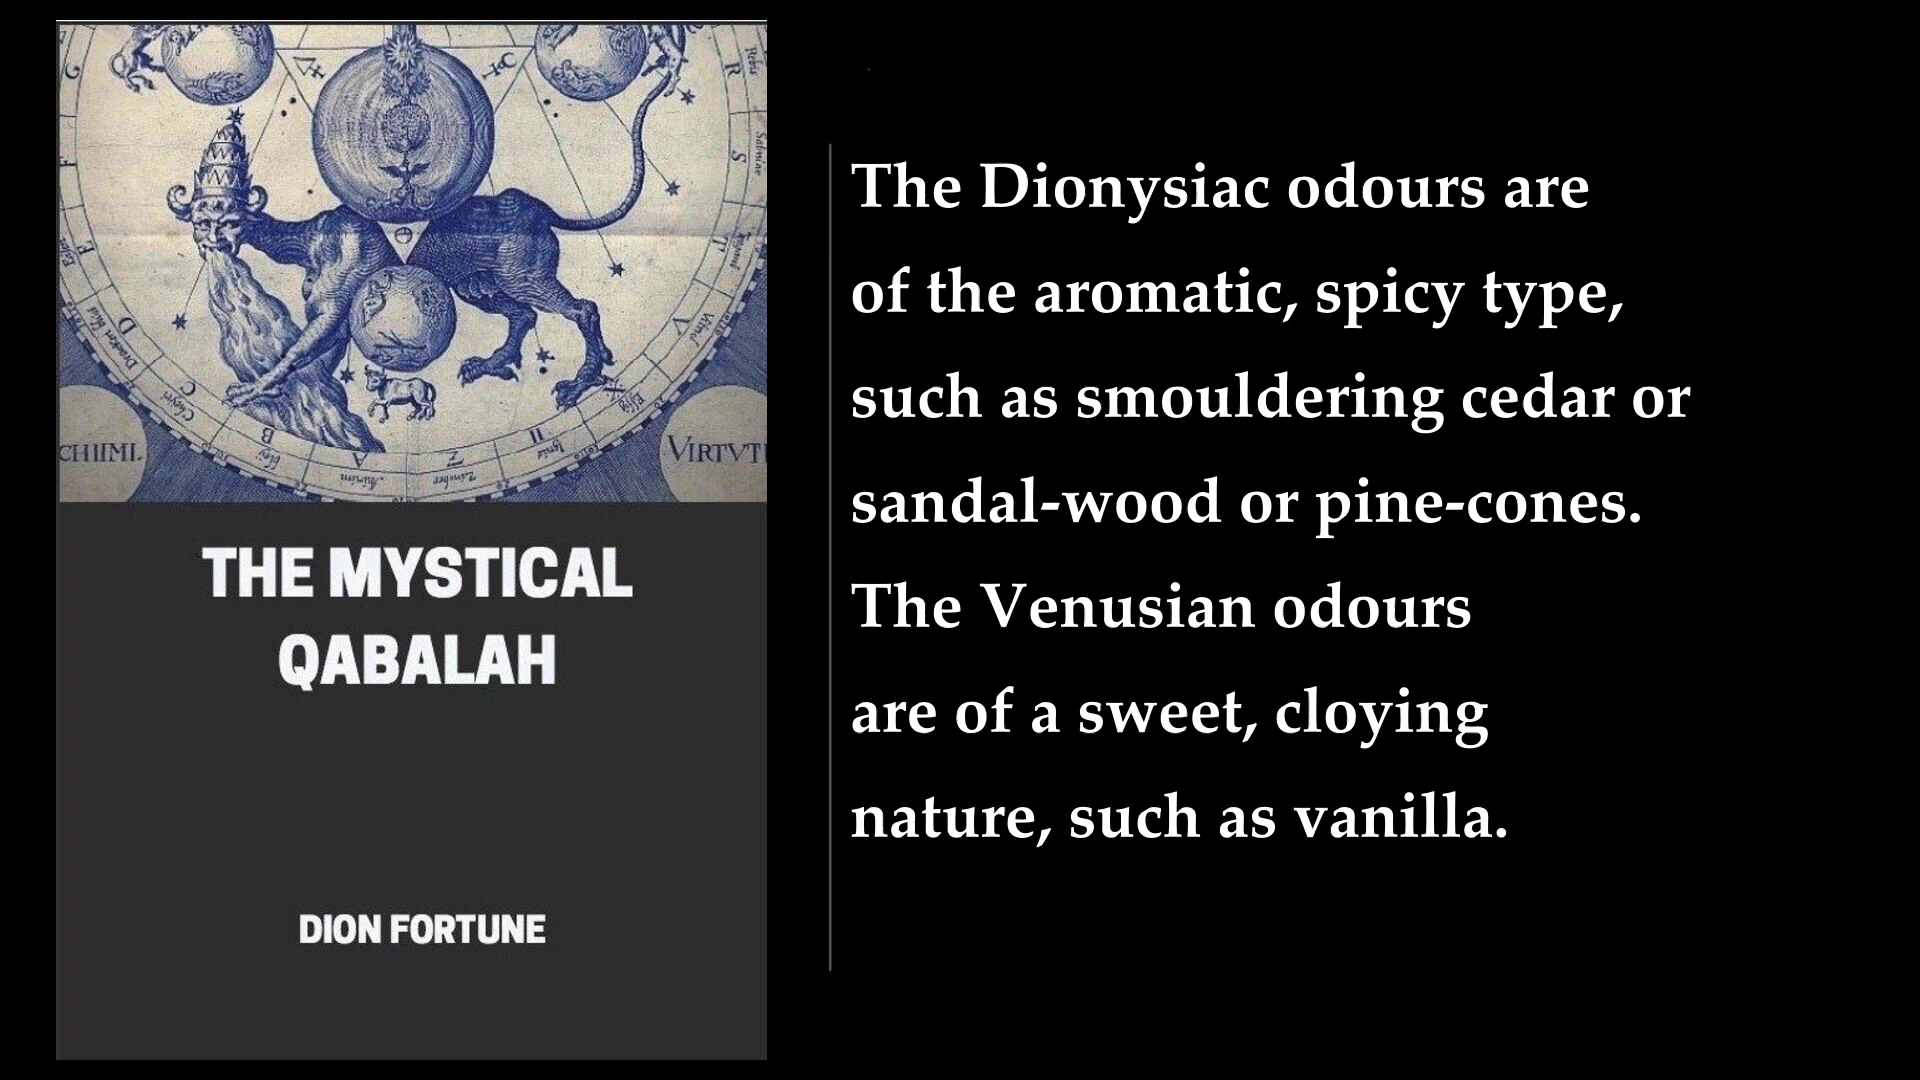 CHIIMI.
VIRTVTI
THE MYSTICAL
QABALAH
DION FORTUNE
The Dionysiac odours are
of the aromatic, spicy type,
such as smouldering cedar or
sandal-wood or pine-cones.
The Venusian odours
are of a sweet, cloying
nature, such as vanilla.